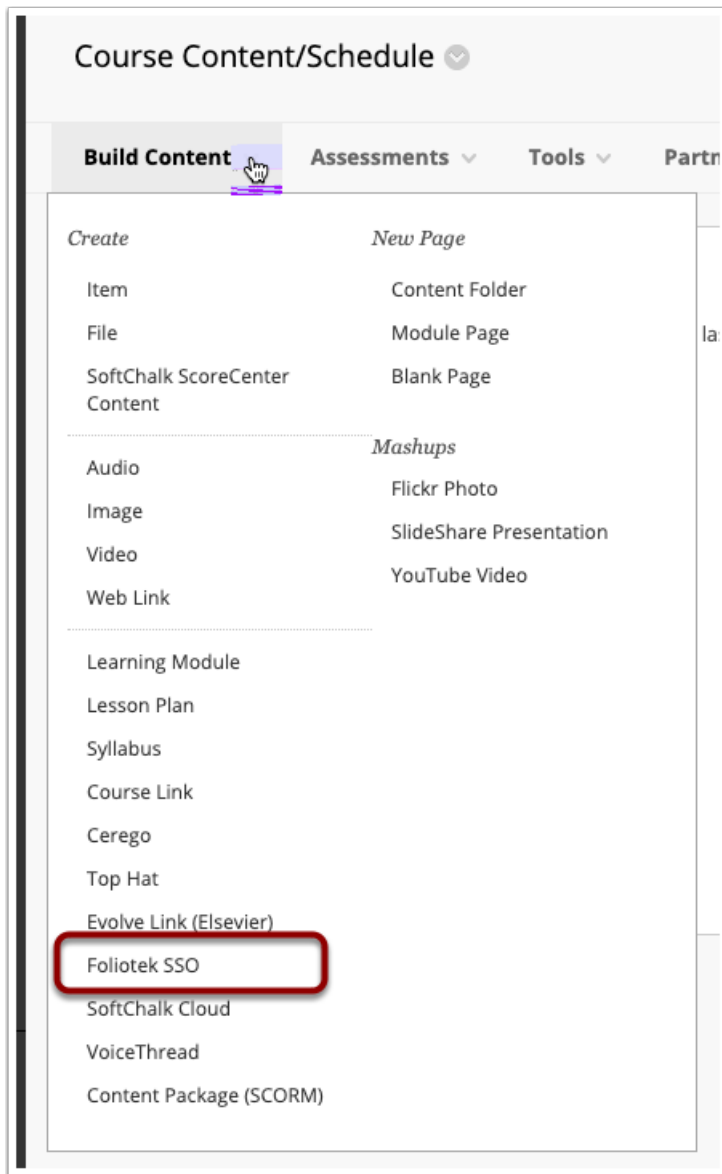 Course Content/Schedule
Build Content Assessments Tools
Create
Item
File
SoftChalk ScoreCenter
Content
Audio
Image
Video
Web Link
Learning Module
Lesson Plan
Syllabus
Course Link
Cerego
Top Hat
Evolve Link (Elsevier)
Foliotek SSO
SoftChalk Cloud
VoiceThread
Content Package (SCORM)
New Page
Content Folder
Module Page
Blank Page
Mashups
Flickr Photo
SlideShare Presentation
YouTube Video